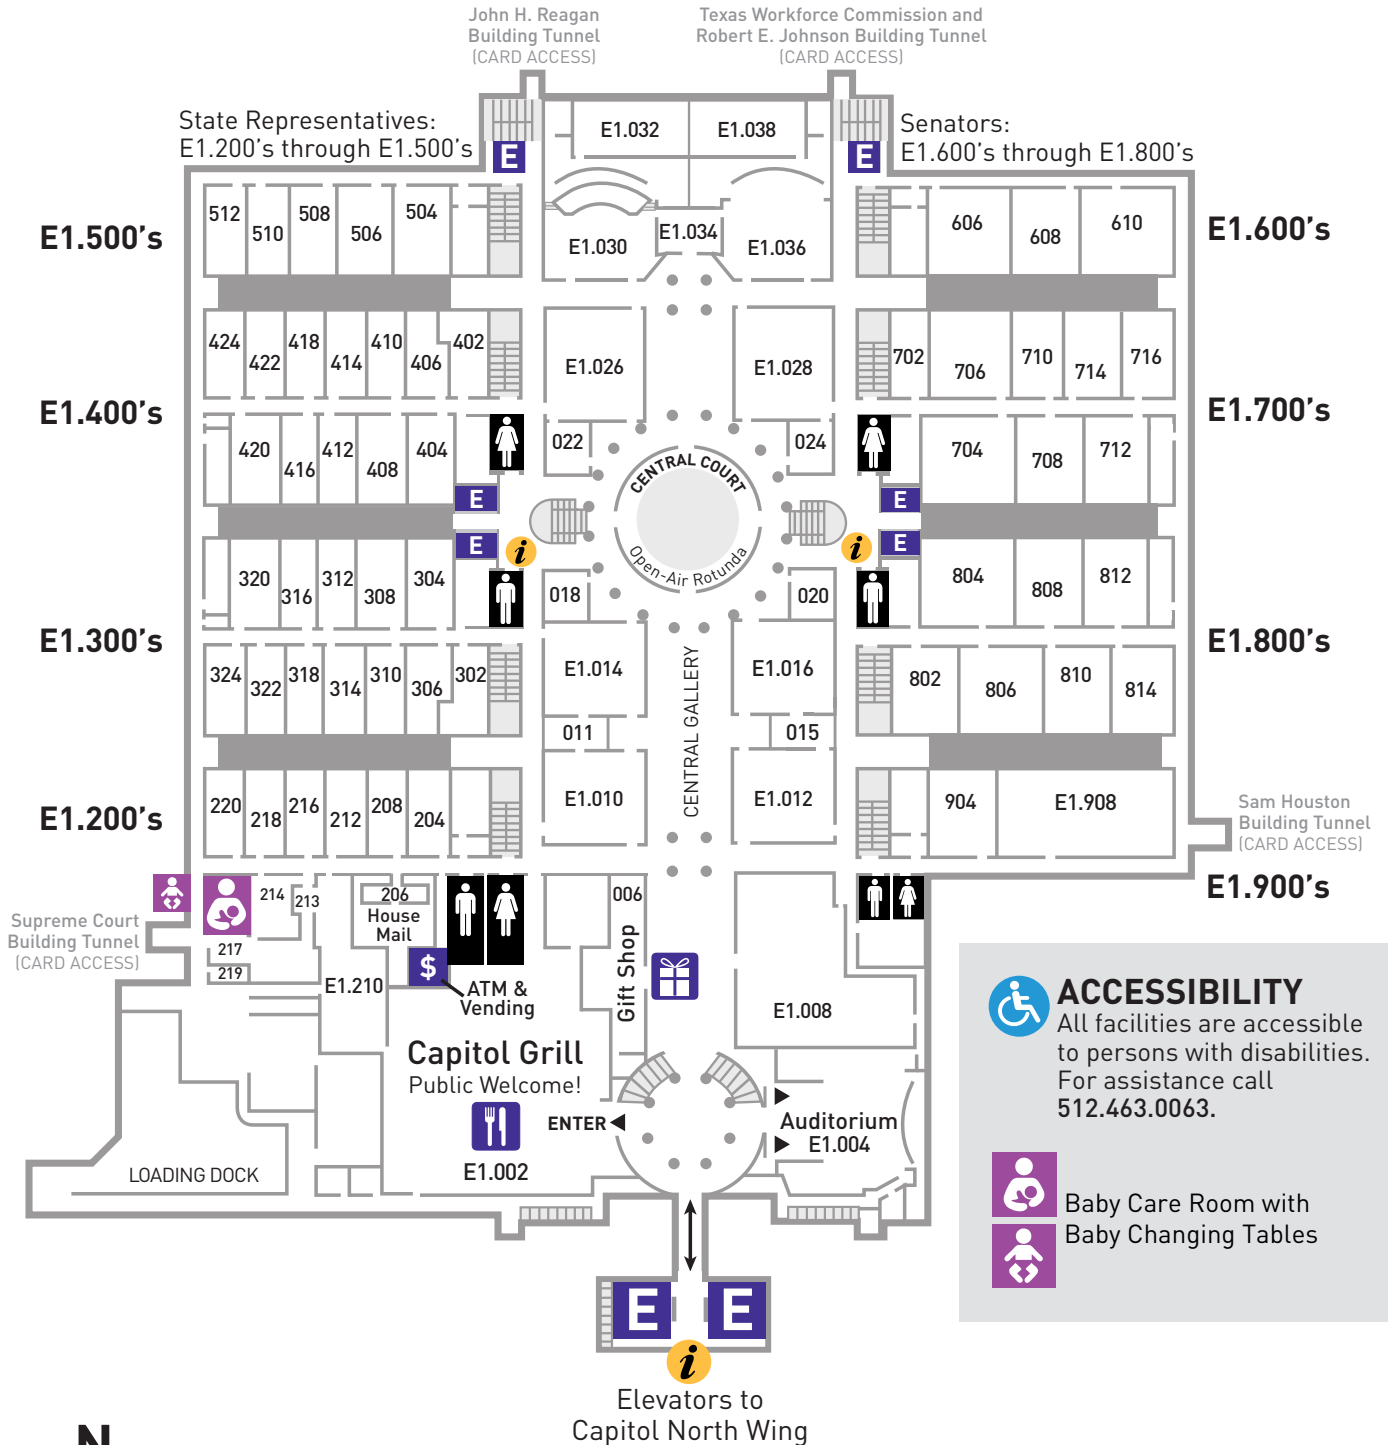 John H. Reagan
Building Tunnel
(CARD ACCESS)
Texas Workforce Commission and
Robert E. Johnson Building Tunnel
(CARD ACCESS)
State Representatives:
E1.200's through E1.500's
Senators:
E1.600's through E1.800's
E
E
E1.032
E1.038
E1.030
E1.034
E1.036
E1.500's
512
510
508
506
504
606
608
610
E1.600's
424
422
418
414
410
406
402
E1.026
E1.028
702
706
710
714
716
E1.400's
E1.700's
420
416
412
408
404
022
024
704
708
712
E
E
E
E
i
i
CENTRAL COURT
Open-Air Rotunda
320
316
312
308
304
018
020
804
808
812
E1.300's
E1.800's
324
322
318
314
310
306
302
E1.014
E1.016
802
806
810
814
011
015
CENTRAL GALLERY
E1.200's
220
218
216
212
208
204
E1.010
E1.012
904
E1.908
Sam Houston
Building Tunnel
(CARD ACCESS)
E1.900's
214
213
206
House
Mail
006
Gift Shop
Supreme Court
Building Tunnel
(CARD ACCESS)
217
219
E1.210
$
ATM &
Vending
E1.008
Capitol Grill
Public Welcome!
ENTER
E1.002
Auditorium
E1.004
LOADING DOCK
ACCESSIBILITY
All facilities are accessible
to persons with disabilities.
For assistance call
512.463.0063.
Baby Care Room with
Baby Changing Tables
E
E
i
Elevators to
Capitol North Wing
N